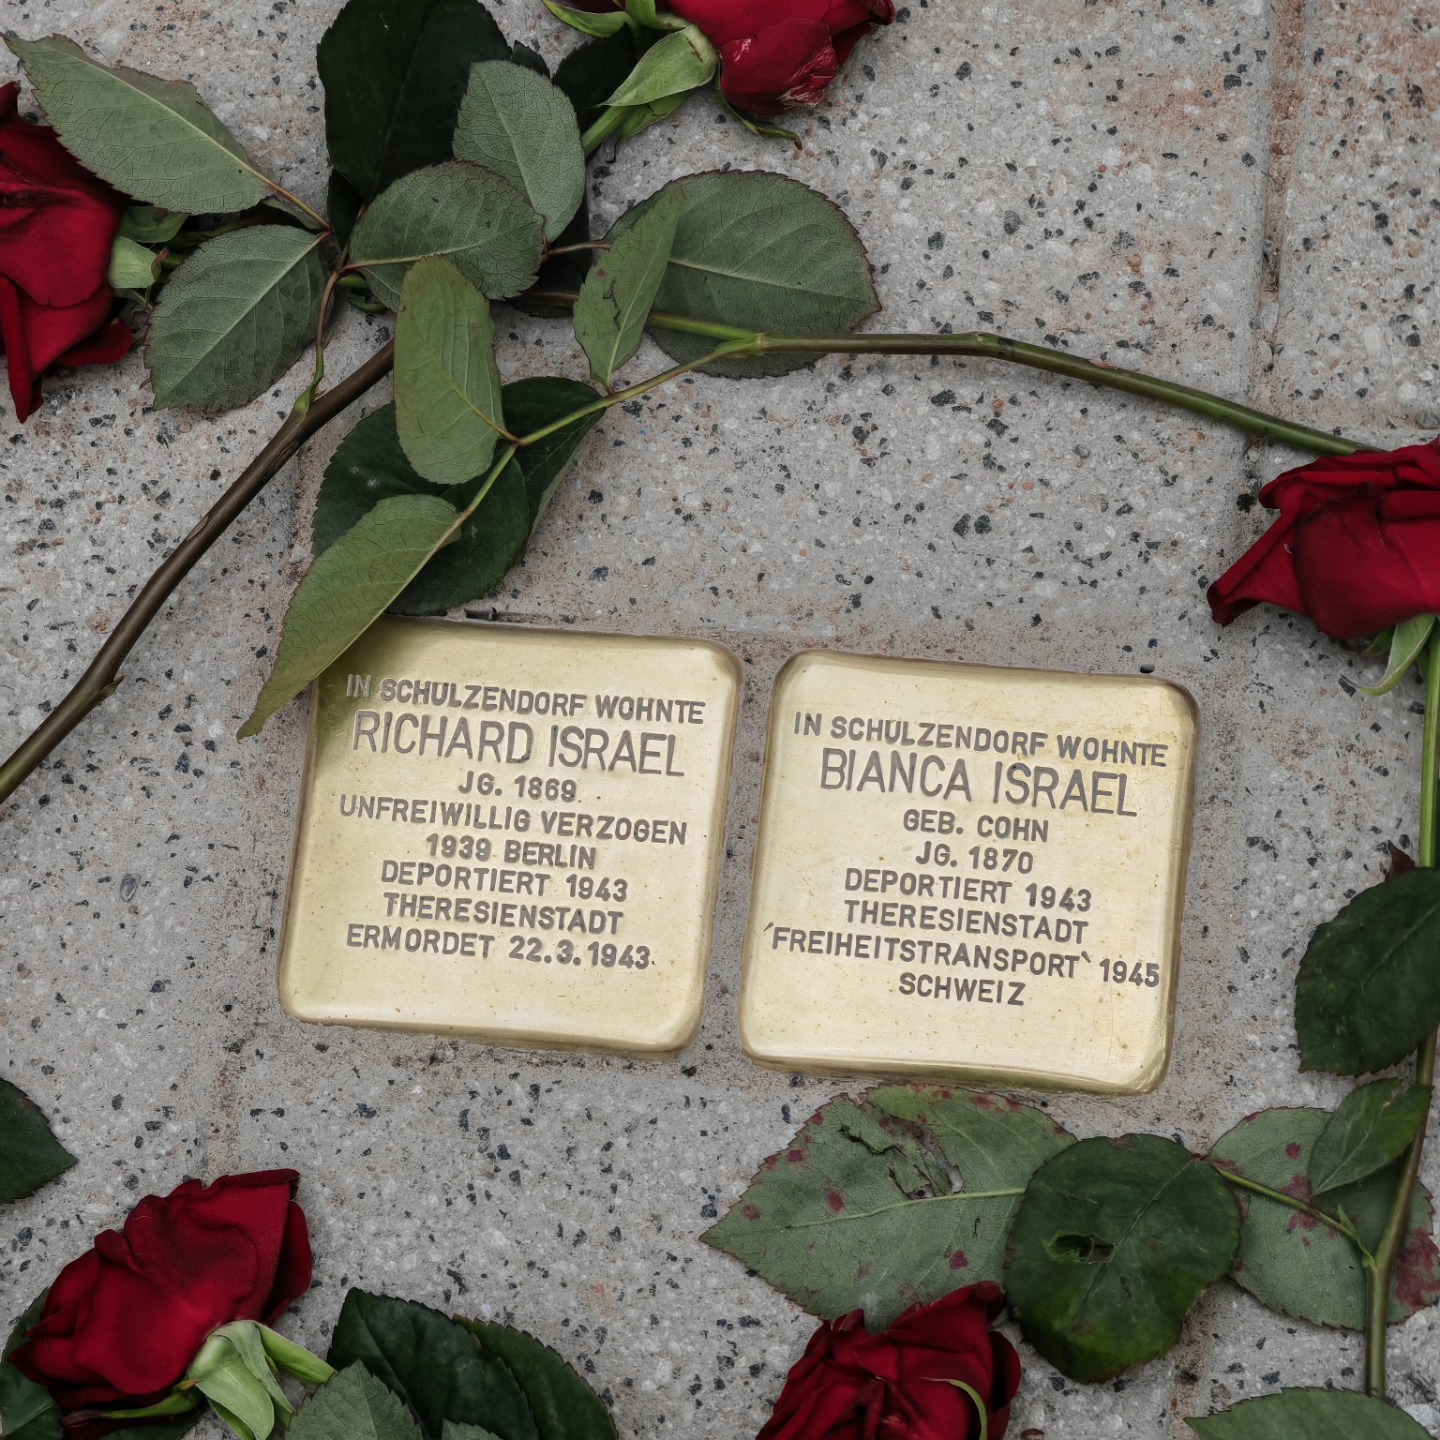 IN SCHULZENDORF WOHNTE
RICHARD ISRAEL
JG. 1869
UNFREIWILLIG VERZOGEN
1939 BERLIN
DEPORTIERT 1943
THERESIENSTADT
ERMORDET 22.3.1943
IN SCHULZENDORF WOHNTE
BIANCA ISRAEL
GEB. COHN
JG. 1870
DEPORTIERT 1943
THERESIENSTADT
´FREIHEITSTRANSPORT` 1945
SCHWEIZ